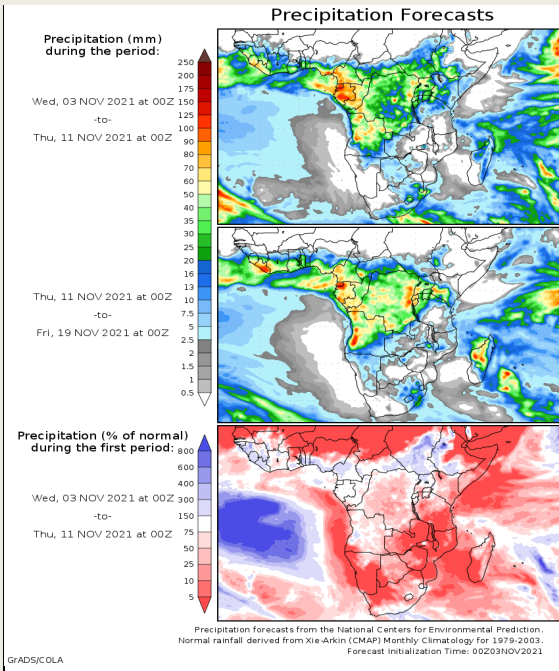 Precipitation Forecasts
Precipitation (mm)
during the period:
Wed, 03 NOV 2021 at 00Z
-to-
Thu, 11 NOV 2021 at 00Z
250
200
175
150
125
100
90
80
70
60
50
40
35
30
25
20
16
13
10
7.5
5
2.5
2
1.5
1
0.5
Thu, 11 NOV 2021 at 00Z
-to-
Fri, 19 NOV 2021 at 00Z
Precipitation (% of normal)
during the first period:
Wed, 03 NOV 2021 at 00Z
-to-
Thu, 11 NOV 2021 at 00Z
800
600
400
300
150
75
50
25
10
5
Precipitation forecasts from the National Centers for Environmental Prediction.
Normal rainfall derived from Xie-Arkin (CMAP) Monthly Climatology for 1979-2003.
Forecast Initialization Time: 00Z03NOV2021
GrADS/COLA